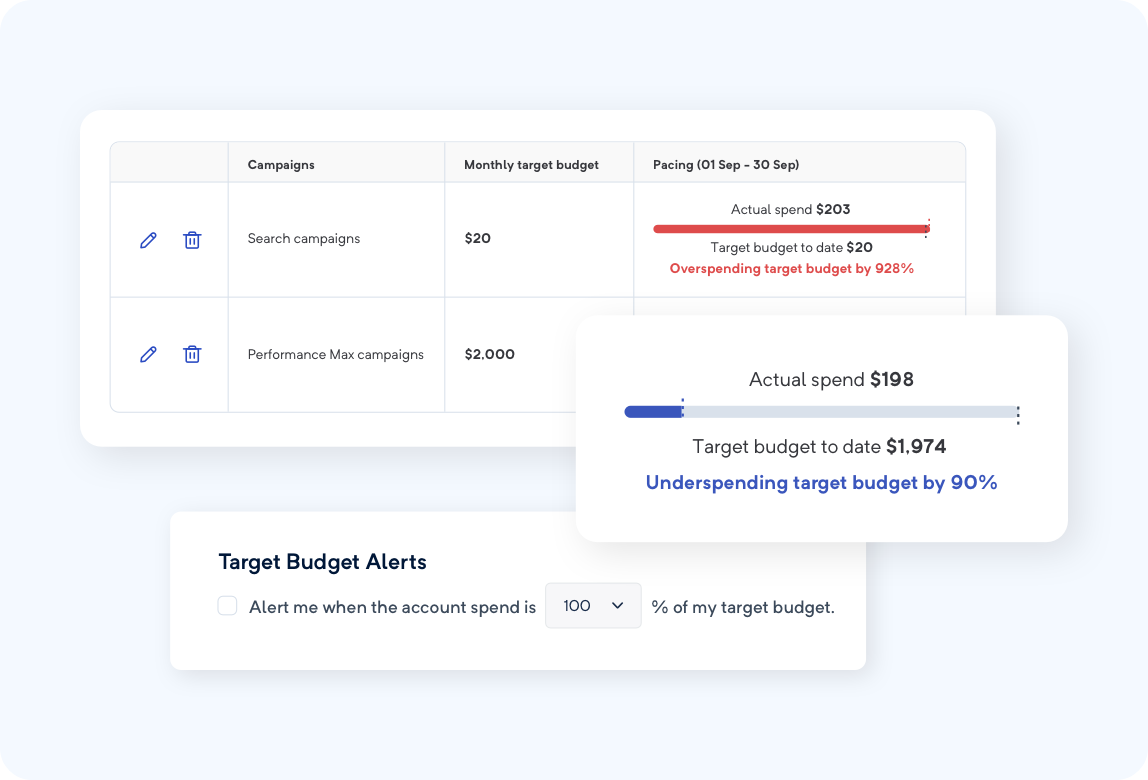 Campaigns
Monthly target budget
Pacing (01 Sep - 30 Sep)
Search campaigns
$20
Actual spend $203
Target budget to date $20
Overspending target budget by 928%
Performance Max campaigns
$2,000
Actual spend $198
Target budget to date $1,974
Underspending target budget by 90%
Target Budget Alerts
Alert me when the account spend is 100 % of my target budget.